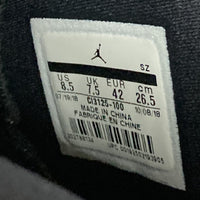 SZ
US UK EUR cm
8.5 7.5 42 26.5
07/19/18 CI3125-100 10/08/18
MADE IN CHINA
FABRIQUE EN CHINE